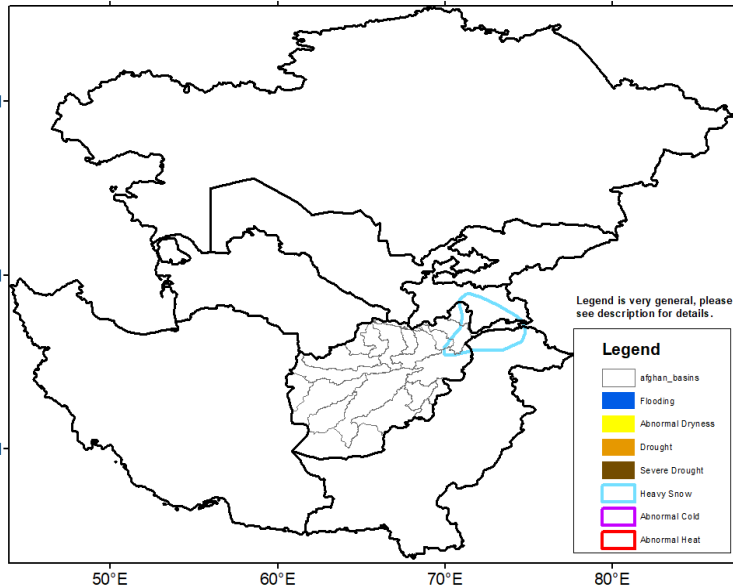 Legend is very general, please
see description for details.
Legend
afghan_basins
Flooding
Abnormal Dryness
Drought
Severe Drought
Heavy Snow
Abnormal Cold
Abnormal Heat
50°E
60°E
70°E
80°E